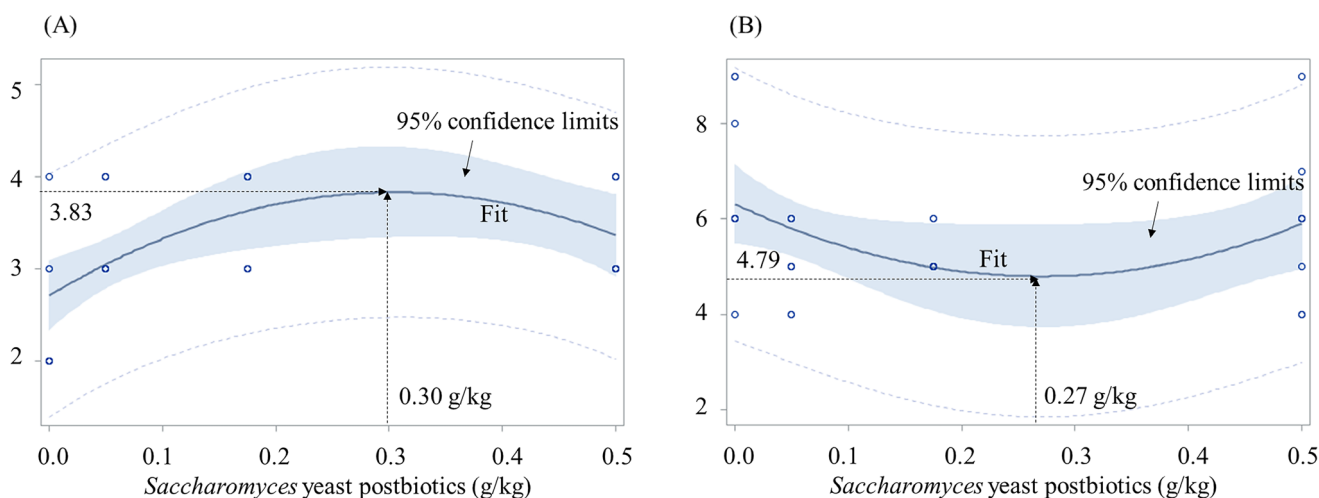 (A)
5
4
3
2
95% confidence limits
3.83
Fit
0.30 g/kg
0.0 0.1 0.2 0.3 0.4 0.5
Saccharomyces yeast postbiotics (g/kg)
(B)
8
6
4
2
95% confidence limits
4.79
Fit
0.27 g/kg
0.0 0.1 0.2 0.3 0.4 0.5
Saccharomyces yeast postbiotics (g/kg)